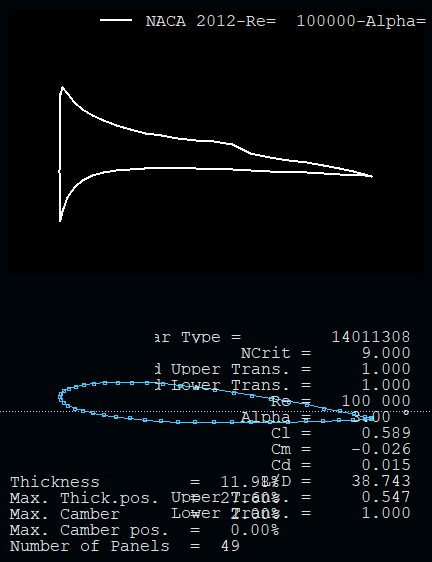 NACA 2012-Re= 100000-Alpha=
ar Type = 14011308
NCrit = 9.000
d Upper Trans. = 1.000
d Lower Trans. = 1.000
Re = 100 000
Alpha = 3.00 °
Cl = 0.589
Cm = -0.026
Cd = 0.015
L/D = 38.743
Upper Trans. = 0.547
Lower Trans. = 1.000
Thickness = 11.98%
Max. Thick.pos. = 27.60%
Max. Camber = 2.00%
Max. Camber pos. = 0.00%
Number of Panels = 49